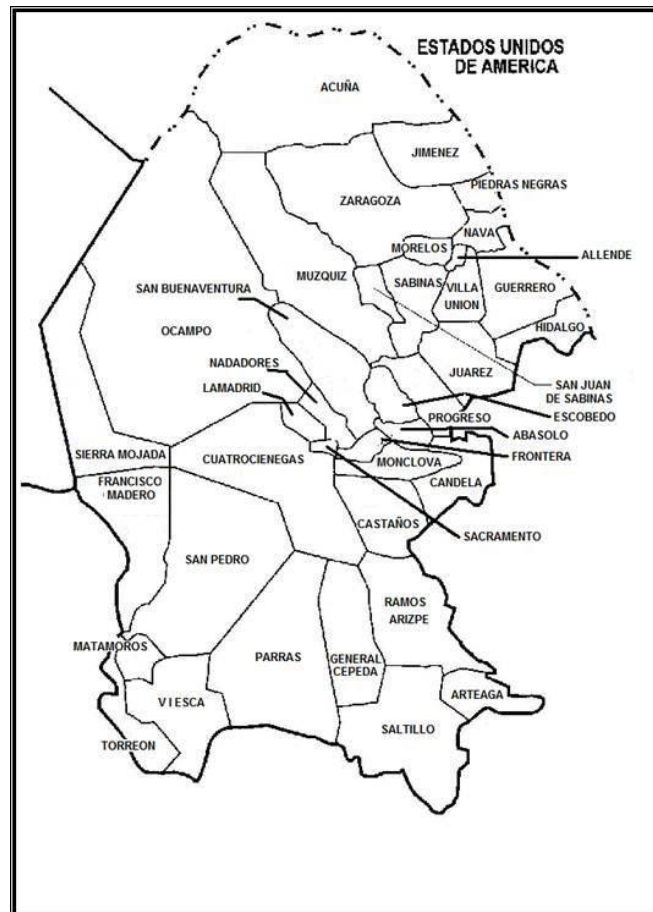 ESTADOS UNIDOS
DE AMERICA
ACUÑA
JIMENEZ
PIEDRAS NEGRAS
ZARAGOZA
NAVA
MORELOS
ALLENDE
MUZQUIZ
SABINAS
VILLA
UNION
GUERRERO
SAN BUENAVENTURA
HIDALGO
OCAMPO
NADADORES
JUAREZ
LAMADRID
SAN JUAN
DE SABINAS
PROGRESO
ESCOBEDO
ABASOLO
SIERRA MOJADA
CUATROCIENEGAS
MONCLOVA
FRONTERA
FRANCISCO
MADERO
CANDELA
CASTAÑOS
SACRAMENTO
SAN PEDRO
RAMOS
ARIZPE
MATAMOROS
PARRAS
GENERAL
CEPEDA
ARTEAGA
VIESCA
SALTILLO
TORREON